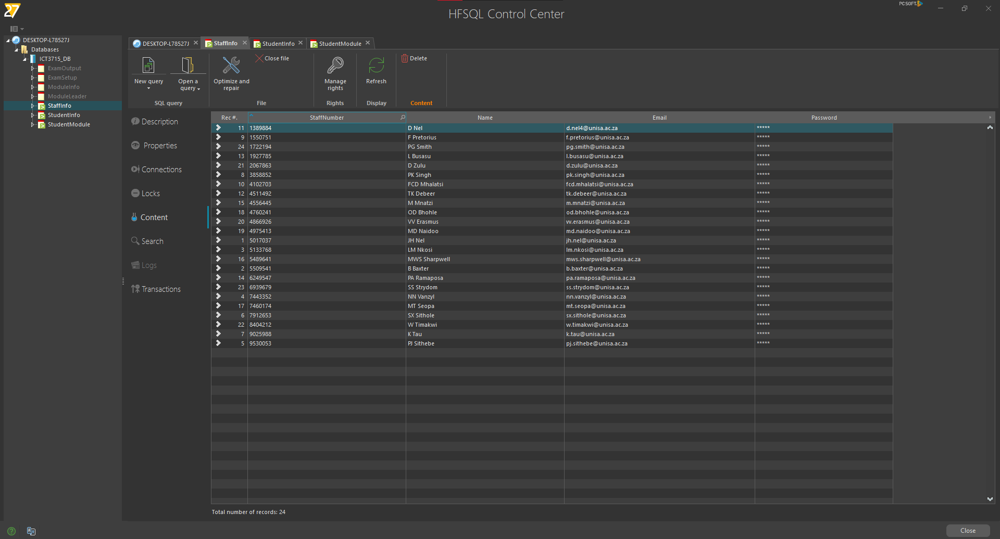 27
HFSQL Control Center
PC SOFT
DESKTOP-L78527J
Databases
ICT3715_DB
ExamOutput
ExamSetup
ModuleInfo
ModuleLeader
StaffInfo
StudentInfo
StudentModule
DESKTOP-L78527J StaffInfo StudentInfo StudentModule
New query
Open a query
SQL query
Optimize and repair
Close file
File
Manage rights
Rights
Refresh
Display
Delete
Content
Description
Properties
Connections
Locks
Content
Search
Logs
Transactions
Rec #. StaffNumber Name Email Password
11 1389884 D Nel d.nel4@unisa.ac.za *****
9 1550751 F Pretorius f.pretorius@unisa.ac.za *****
24 1722194 PG Smith pg.smith@unisa.ac.za *****
13 1927785 L Busasu l.busasu@unisa.ac.za *****
21 2067863 D Zulu d.zulu@unisa.ac.za *****
8 3858852 PK Singh pk.singh@unisa.ac.za *****
10 4102703 FCD Mhalatsi fcd.mhalatsi@unisa.ac.za *****
12 4511492 TK Debeer tk.debeer@unisa.ac.za *****
15 4556445 M Mnatzi m.mnatzi@unisa.ac.za *****
18 4760241 OD Bhohle od.bhohle@unisa.ac.za *****
20 4866926 VV Erasmus vv.erasmus@unisa.ac.za *****
19 4975413 MD Naidoo md.naidoo@unisa.ac.za *****
1 5017037 JH Nel jh.nel@unisa.ac.za *****
3 5133768 LM Nkosi lm.nkosi@unisa.ac.za *****
16 5489641 MWS Sharpwell mws.sharpwell@unisa.ac.za *****
2 5509541 B Baxter b.baxter@unisa.ac.za *****
14 6249547 PA Ramaposa pa.ramaposa@unisa.ac.za *****
23 6939679 SS Strydom ss.strydom@unisa.ac.za *****
4 7443352 NN Vanzyl nn.vanzyl@unisa.ac.za *****
17 7460174 MT Seopa mt.seopa@unisa.ac.za *****
6 7912653 SX Sithole sx.sithole@unisa.ac.za *****
22 8404212 W Timakwi w.timakwi@unisa.ac.za *****
7 9025988 K Tau k.tau@unisa.ac.za *****
5 9530053 PJ Sithebe pj.sithebe@unisa.ac.za *****
Total number of records: 24
Close